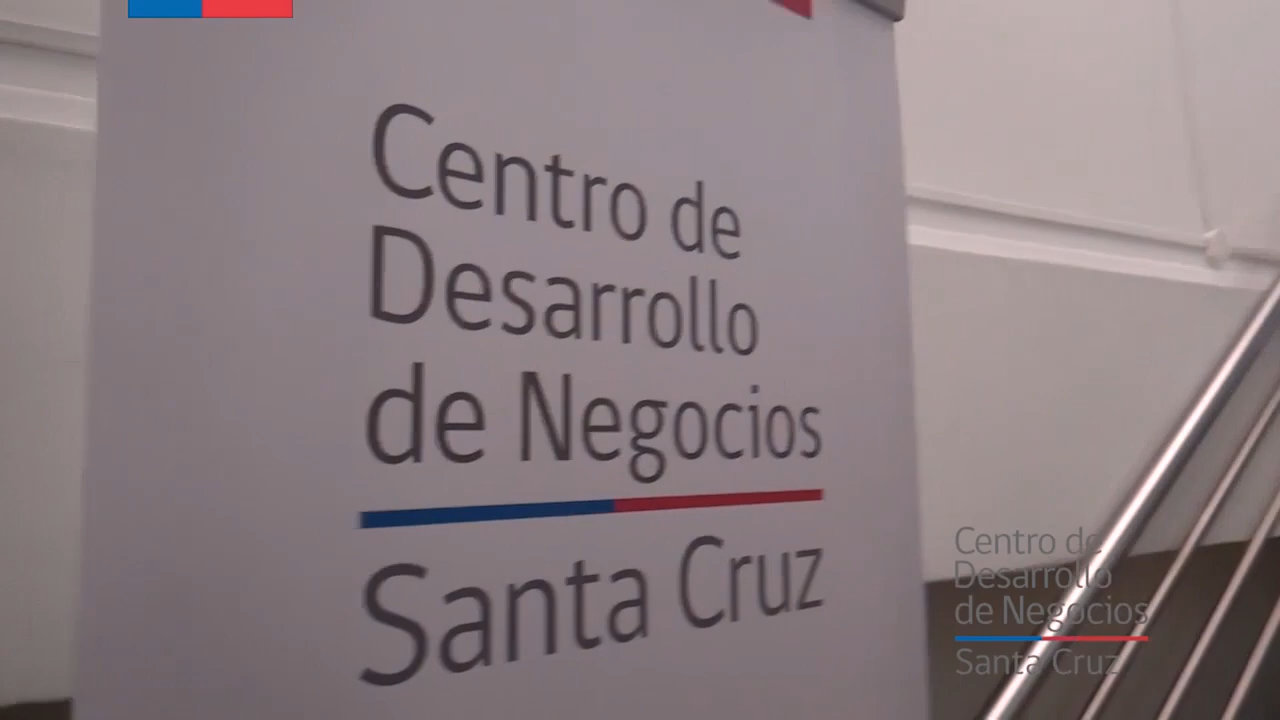 Centro de
Desarrollo
de Negocios
Santa Cruz
Centro de
Desarrollo
de Negocios
Santa Cruz